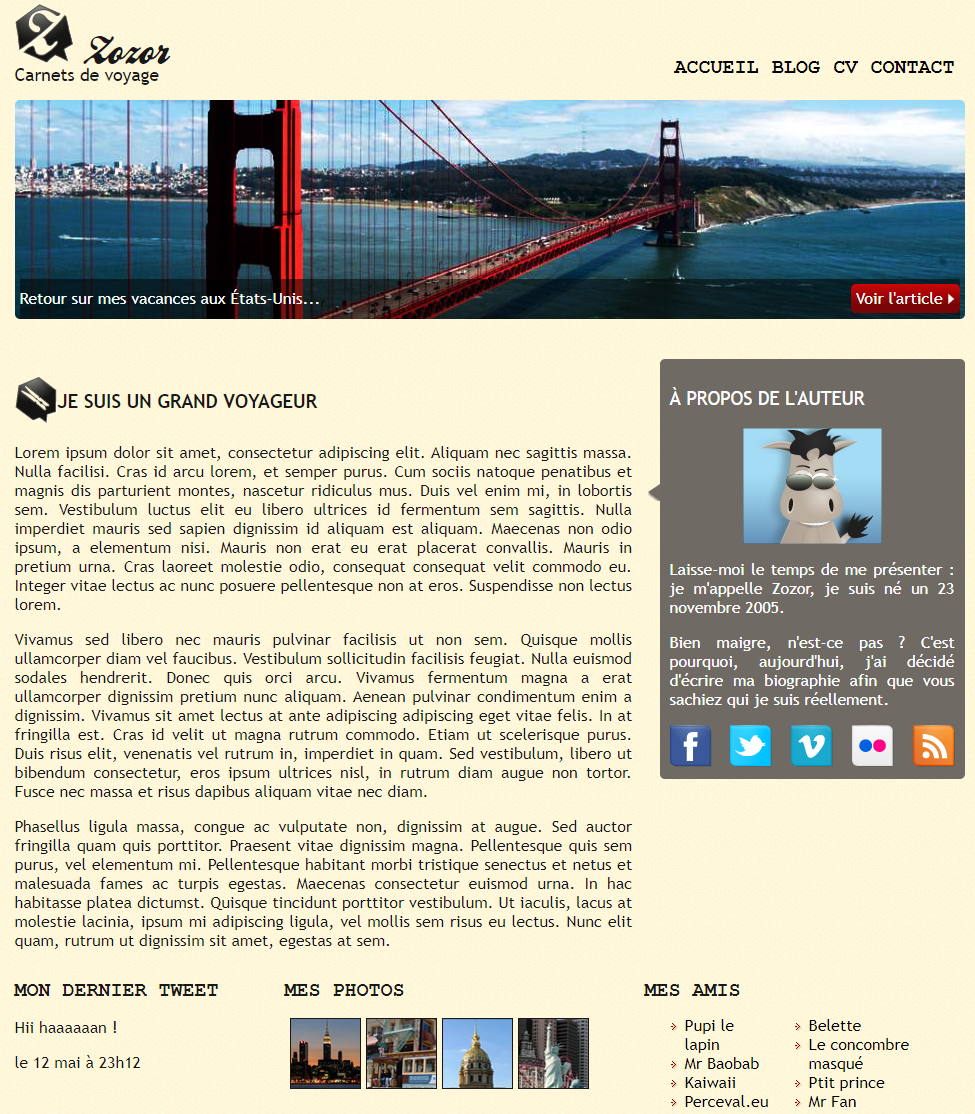 Zozor
Carnets de voyage
ACCUEIL BLOG CV CONTACT
Retour sur mes vacances aux États-Unis...
Voir l'article
JE SUIS UN GRAND VOYAGEUR
Lorem ipsum dolor sit amet, consectetur adipiscing elit. Aliquam nec sagittis massa.
Nulla facilisi. Cras id arcu lorem, et semper purus. Cum sociis natoque penatibus et
magnis dis parturient montes, nascetur ridiculus mus. Duis vel enim mi, in lobortis
sem. Vestibulum luctus elit eu libero ultrices id fermentum sem sagittis. Nulla
imperdiet mauris sed sapien dignissim id aliquam est aliquam. Maecenas non odio
ipsum, a elementum nisi. Mauris non erat eu erat placerat convallis. Mauris in
pretium urna. Cras laoreet molestie odio, consequat consequat velit commodo eu.
Integer vitae lectus ac nunc posuere pellentesque non at eros. Suspendisse non lectus
lorem.
Vivamus sed libero nec mauris pulvinar facilisis ut non sem. Quisque mollis
ullamcorper diam vel faucibus. Vestibulum sollicitudin facilisis feugiat. Nulla euismod
sodales hendrerit. Donec quis orci arcu. Vivamus fermentum magna a erat
ullamcorper dignissim pretium nunc aliquam. Aenean pulvinar condimentum enim a
dignissim. Vivamus sit amet lectus at ante adipiscing adipiscing eget vitae felis. In at
fringilla est. Cras id velit ut magna rutrum commodo. Etiam ut scelerisque purus.
Duis risus elit, venenatis vel rutrum in, imperdiet in quam. Sed vestibulum, libero ut
bibendum consectetur, eros ipsum ultrices nisl, in rutrum diam augue non tortor.
Fusce nec massa et risus dapibus aliquam vitae nec diam.
Phasellus ligula massa, congue ac vulputate non, dignissim at augue. Sed auctor
fringilla quam quis porttitor. Praesent vitae dignissim magna. Pellentesque quis sem
purus, vel elementum mi. Pellentesque habitant morbi tristique senectus et netus et
malesuada fames ac turpis egestas. Maecenas consectetur euismod urna. In hac
habitasse platea dictumst. Quisque tincidunt porttitor vestibulum. Ut iaculis, lacus at
molestie lacinia, ipsum mi adipiscing ligula, vel mollis sem risus eu lectus. Nunc elit
quam, rutrum ut dignissim sit amet, egestas at sem.
À PROPOS DE L'AUTEUR
Laisse-moi le temps de me présenter :
je m'appelle Zozor, je suis né un 23
novembre 2005.
Bien maigre, n'est-ce pas ? C'est
pourquoi, aujourd'hui, j'ai décidé
d'écrire ma biographie afin que vous
sachiez qui je suis réellement.
MON DERNIER TWEET
Hii haaaaaan !
le 12 mai à 23h12
MES PHOTOS
MES AMIS
Pupi le
lapin
Mr Baobab
Kaiwaii
Perceval.eu
Belette
Le concombre
masqué
Ptit prince
Mr Fan